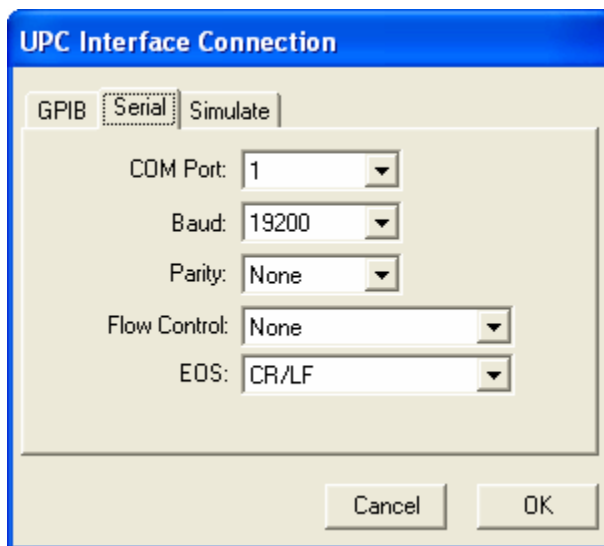 UPC Interface Connection
GPIB Serial Simulate
COM Port: 1
Baud: 19200
Parity: None
Flow Control: None
EOS: CR/LF
Cancel OK